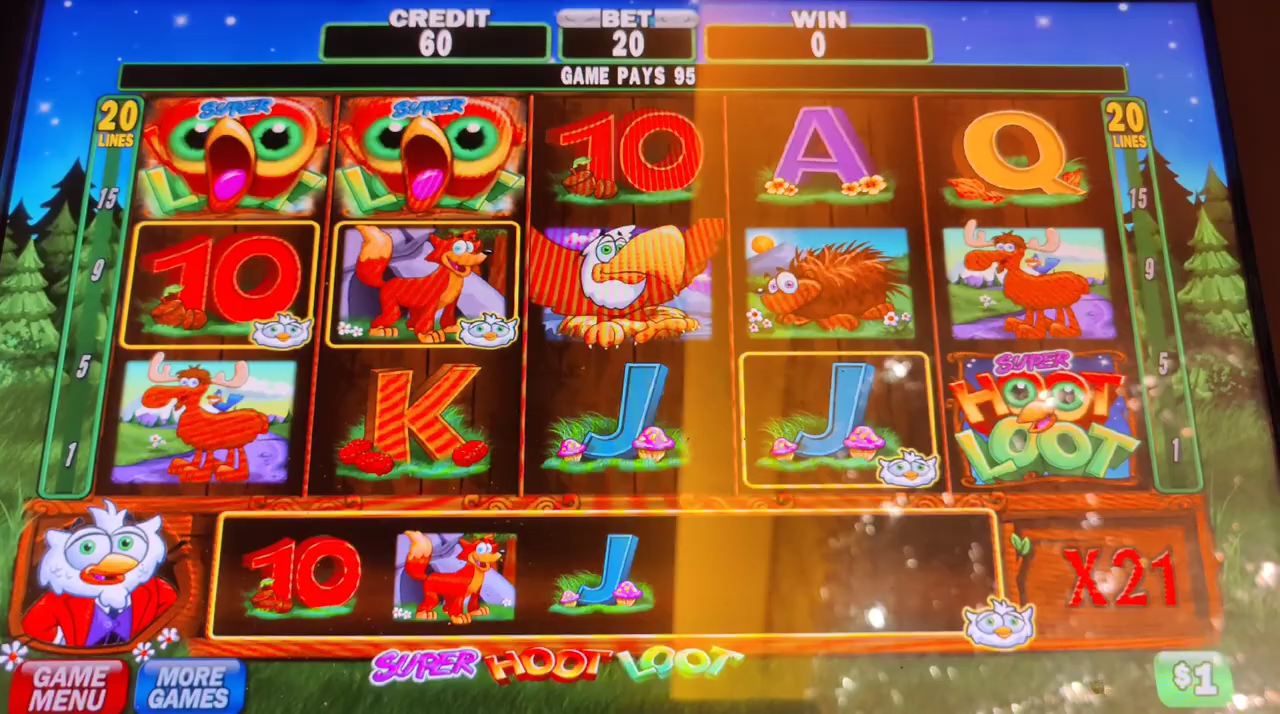 CREDIT BET WIN
60 20 0
GAME PAYS 95
20 LINES
15
9
5
1
20 LINES
15
9
5
1
SUPER SUPER 10 A Q
10
K J J SUPER HOOT LOOT
10 J X21
SUPER HOOT LOOT
GAME MENU
MORE GAMES
$1